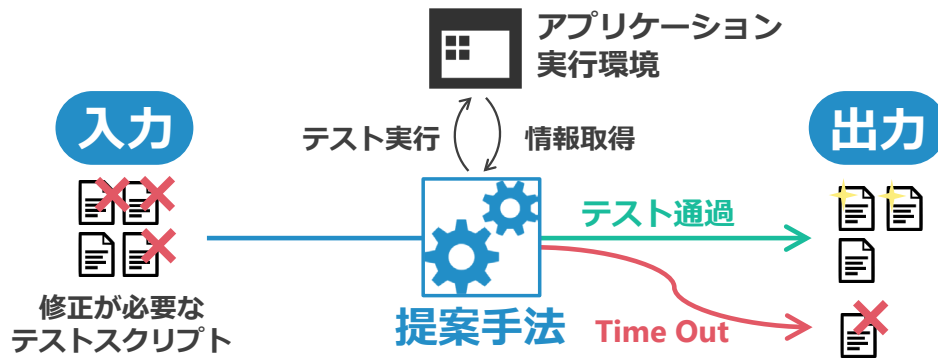 アプリケーション
実行環境
入力
テスト実行
情報取得
出力
テスト通過
修正が必要な
テストスクリプト
提案手法
Time Out